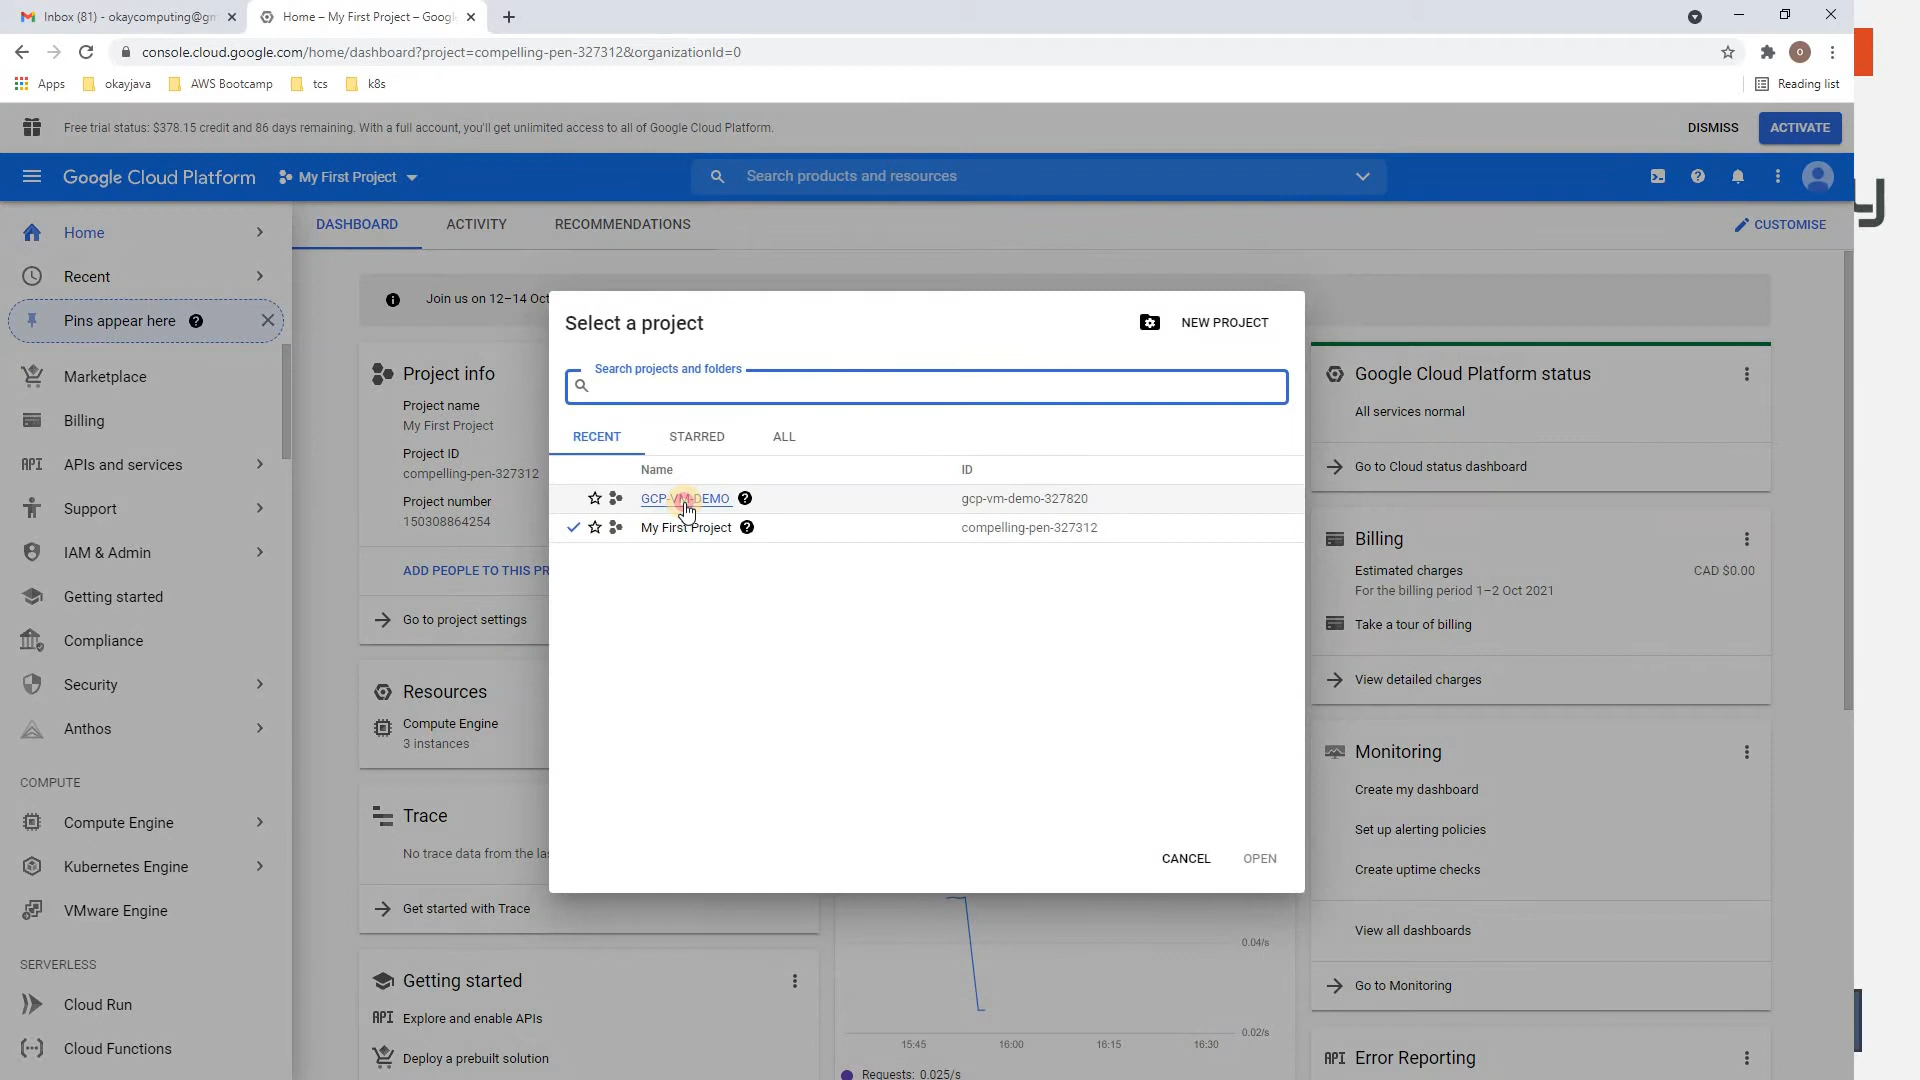 Inbox (81) - okaycomputing@gm
Home – My First Project – Google
console.cloud.google.com/home/dashboard?project=compelling-pen-327312&organizationId=0
O
Apps
okayjava
AWS Bootcamp
tcs
k8s
Reading list
Free trial status: $378.15 credit and 86 days remaining. With a full account, you'll get unlimited access to all of Google Cloud Platform.
DISMISS
ACTIVATE
Google Cloud Platform
My First Project
Search products and resources
y
Home
Recent
Pins appear here
Marketplace
Billing
API APIs and services
Support
IAM & Admin
Getting started
Compliance
Security
Anthos
COMPUTE
Compute Engine
Kubernetes Engine
VMware Engine
SERVERLESS
Cloud Run
Cloud Functions
DASHBOARD
ACTIVITY
RECOMMENDATIONS
CUSTOMISE
Join us on 12–14 Oct
Project info
Project name
My First Project
Project ID
compelling-pen-327312
Project number
150308864254
ADD PEOPLE TO THIS PR
Go to project settings
Resources
Compute Engine
3 instances
Trace
No trace data from the las
Get started with Trace
Getting started
API Explore and enable APIs
Deploy a prebuilt solution
Select a project
NEW PROJECT
Search projects and folders
RECENT
STARRED
ALL
Name
ID
GCP-VM-DEMO
gcp-vm-demo-327820
My First Project
compelling-pen-327312
CANCEL
OPEN
0.04/s
0.02/s
15:45
16:00
16:15
16:30
Requests: 0.025/s
Google Cloud Platform status
All services normal
Go to Cloud status dashboard
Billing
Estimated charges
CAD $0.00
For the billing period 1–2 Oct 2021
Take a tour of billing
View detailed charges
Monitoring
Create my dashboard
Set up alerting policies
Create uptime checks
View all dashboards
Go to Monitoring
API Error Reporting